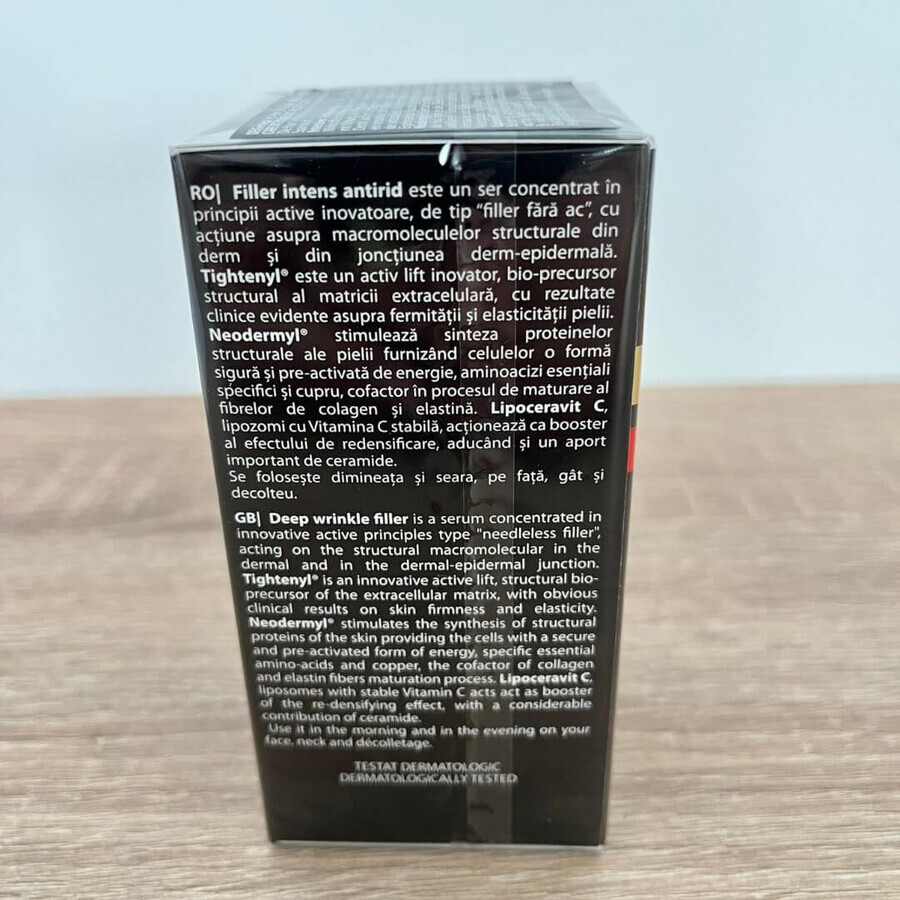 RO| Filler intens antirid este un ser concentrat în
principii active inovatoare, de tip "filler fără ac", cu
acțiune asupra macromoleculelor structurale din
derm și din joncțiunea derm-epidermală.
Tightenyl® este un activ lift inovator, bio-precursor
structural al matricii extracelulară, cu rezultate
clinice evidente asupra fermității și elasticității pielii.
Neodermyl® stimulează sinteza proteinelor
structurale ale pielii furnizând celulelor o formă
sigură și pre-activată de energie, aminoacizi esențiali
specifici și cupru, cofactor în procesul de maturare al
fibrelor de colagen și elastină. Lipoceravit C,
lipozomi cu Vitamina C stabilă, acționează ca booster
al efectului de redensificare, aducând și un aport
important de ceramide.
Se folosește dimineața și seara, pe față, gât și
decolteu.
GB| Deep wrinkle filler is a serum concentrated in
innovative active principles type "needleless filler",
acting on the structural macromolecular in the
dermal and in the dermal-epidermal junction.
Tightenyl® is an innovative active lift, structural bio-
precursor of the extracellular matrix, with obvious
clinical results on skin firmness and elasticity.
Neodermyl® stimulates the synthesis of structural
proteins of the skin providing the cells with a secure
and pre-activated form of energy, specific essential
amino-acids and copper, the cofactor of collagen
and elastin fibers maturation process. Lipoceravit C,
liposomes with stable Vitamin C acts act as booster
of the re-densifying effect, with a considerable
contribution of ceramide.
Use it in the morning and in the evening on your
face, neck and décolletage.
TESTAT DERMATOLOGIC
DERMATOLOGICALLY TESTED